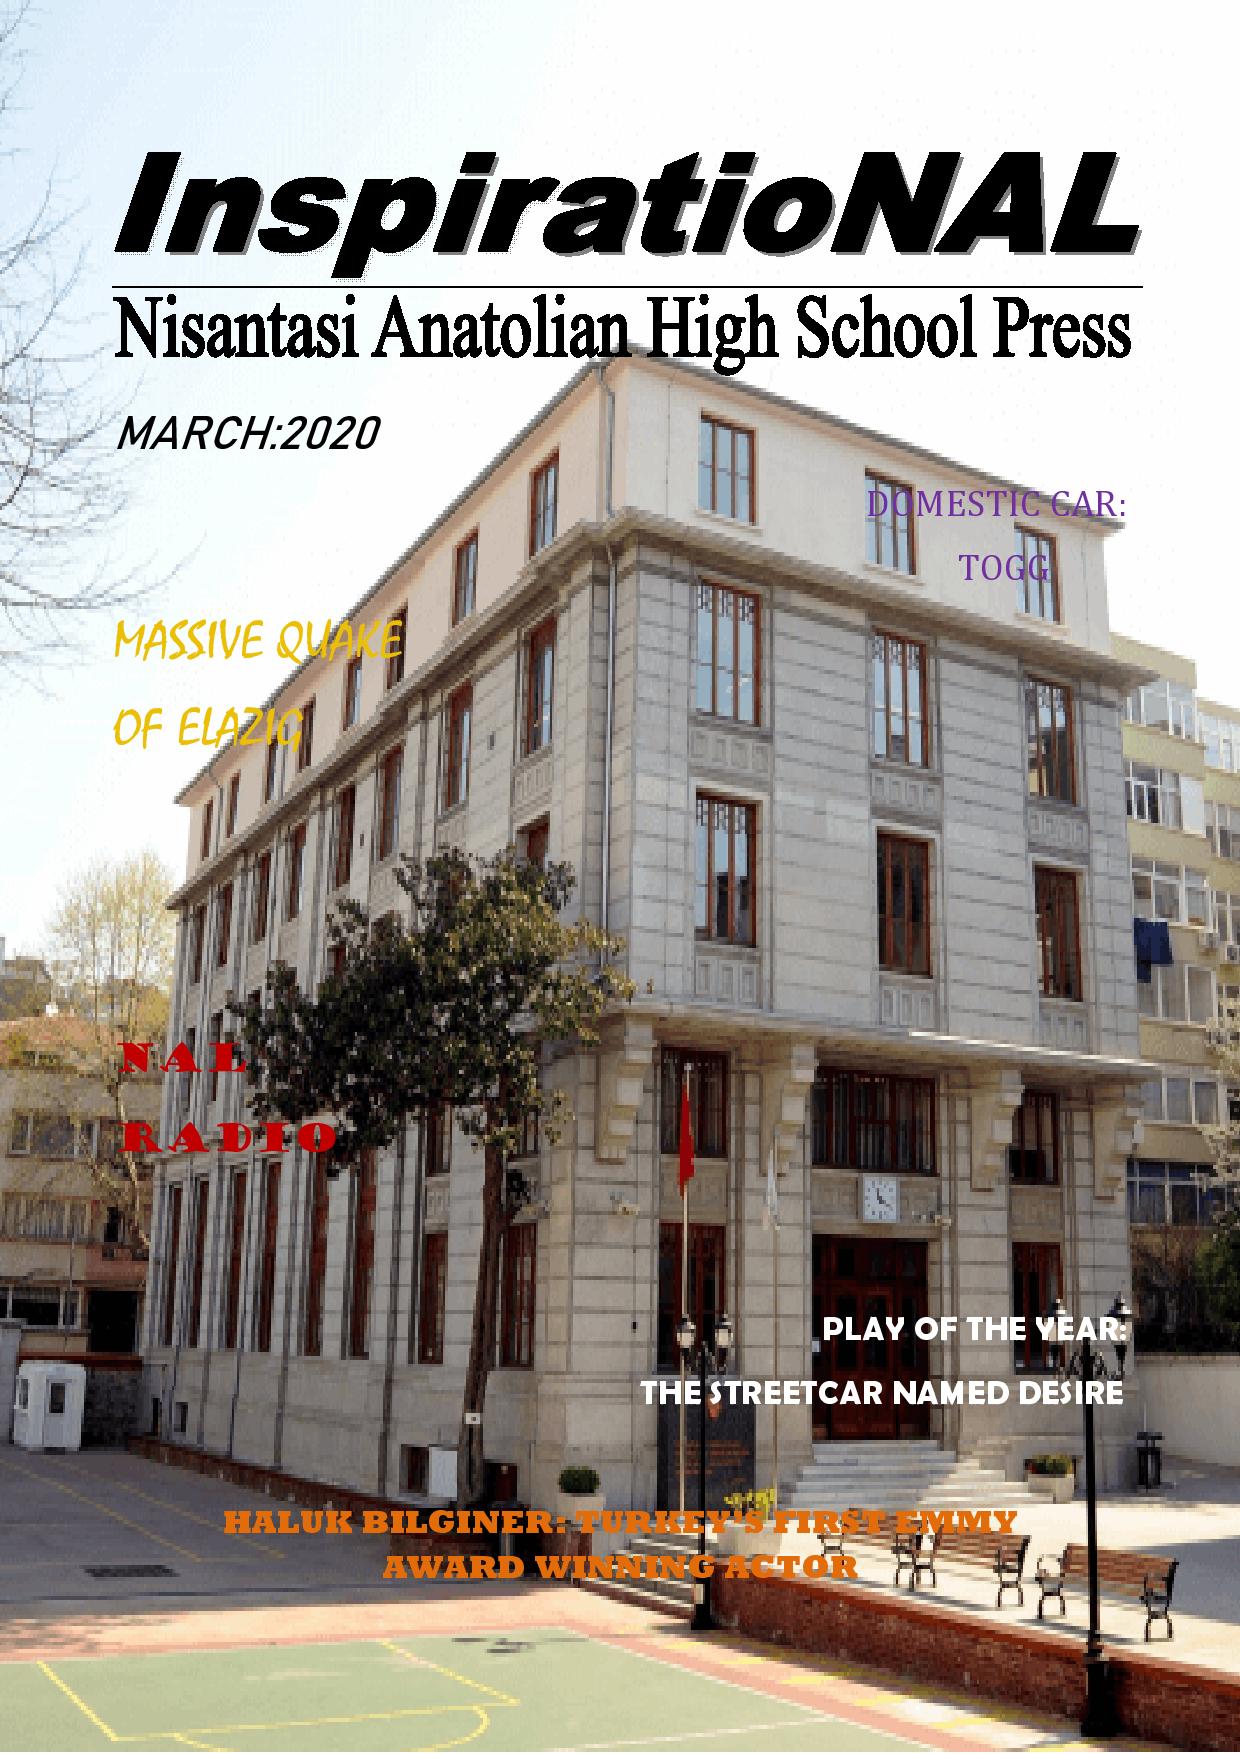 InspiratioNAL
Nisantasi Anatolian High School Press
MARCH:2020
DOMESTIC CAR:
TOGG
MASSIVE QUAKE
OF ELAZIG
NAL
RADIO
PLAY OF THE YEAR:
THE STREETCAR NAMED DESIRE
HALUK BILGINER: TURKEY'S FIRST EMMY
AWARD WINNING ACTOR